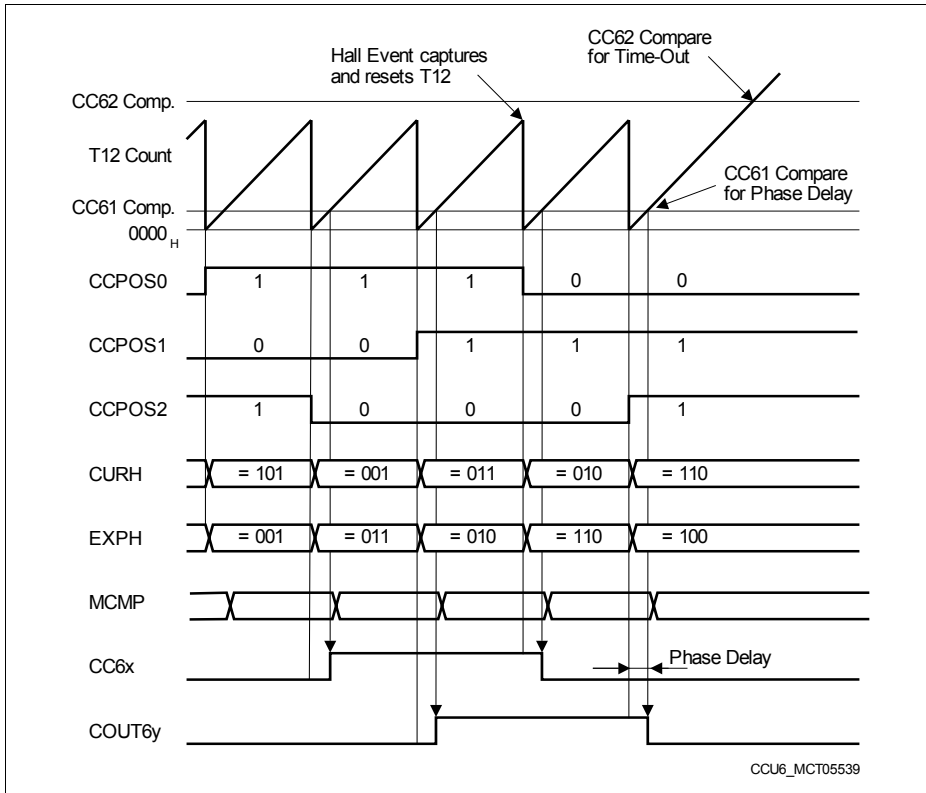 CC62 Compare
for Time-Out
Hall Event captures
and resets T12
CC62 Comp.
T12 Count
CC61 Compare
for Phase Delay
CC61 Comp.
0000 H
CCPOS0 1 1 1 0 0
CCPOS1 0 0 1 1 1
CCPOS2 1 0 0 0 1
CURH = 101 = 001 = 011 = 010 = 110
EXPH = 001 = 011 = 010 = 110 = 100
MCMP
CC6x
Phase Delay
COUT6y
CCU6_MCT05539